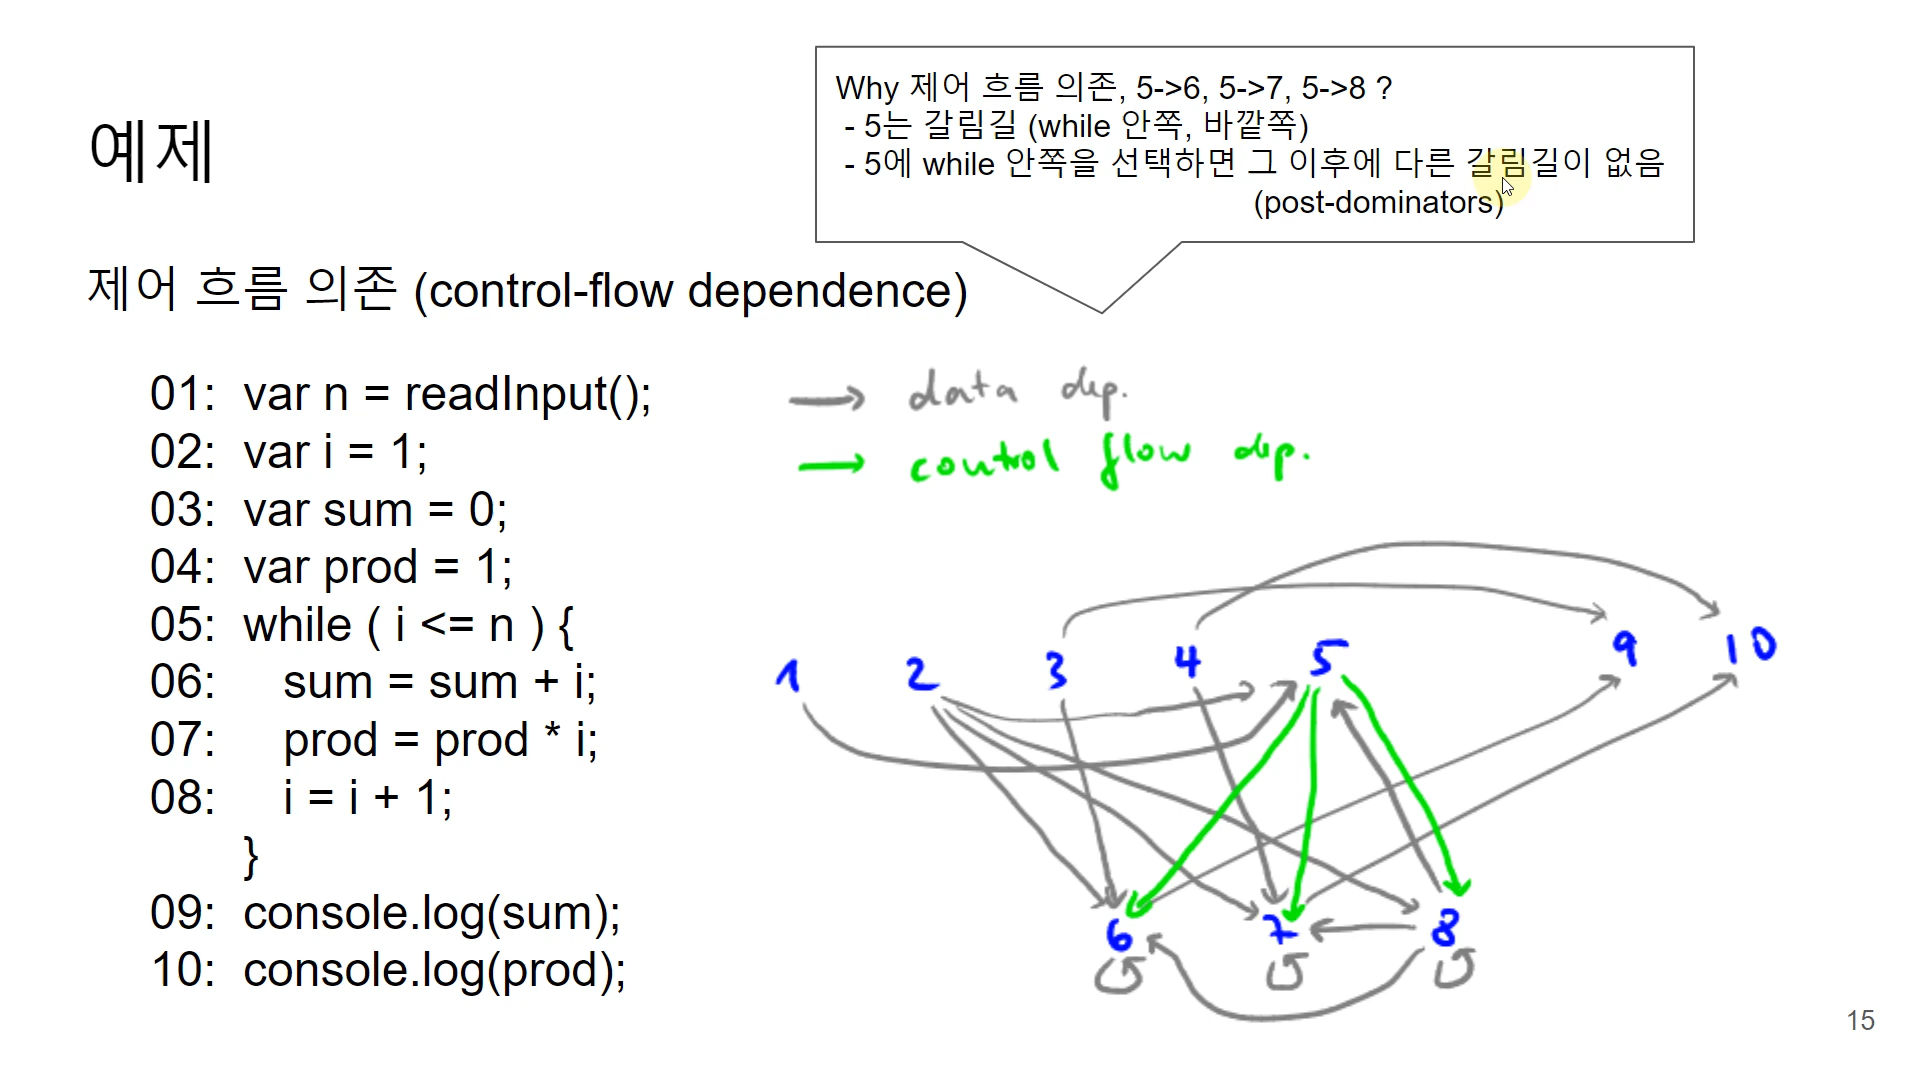 Why 제어 흐름 의존, 5->6, 5->7, 5->8 ?
- 5는 갈림길 (while 안쪽, 바깥쪽)
- 5에 while 안쪽을 선택하면 그 이후에 다른 갈림길이 없음
(post-dominators)
예제
제어 흐름 의존 (control-flow dependence)
01: var n = readInput();
02: var i = 1;
03: var sum = 0;
04: var prod = 1;
05: while ( i <= n ) {
06: sum = sum + i;
07: prod = prod * i;
08: i = i + 1;
}
09: console.log(sum);
10: console.log(prod);
data dep.
control flow dep.
1 2 3 4 5 9 10
6 7 8
15